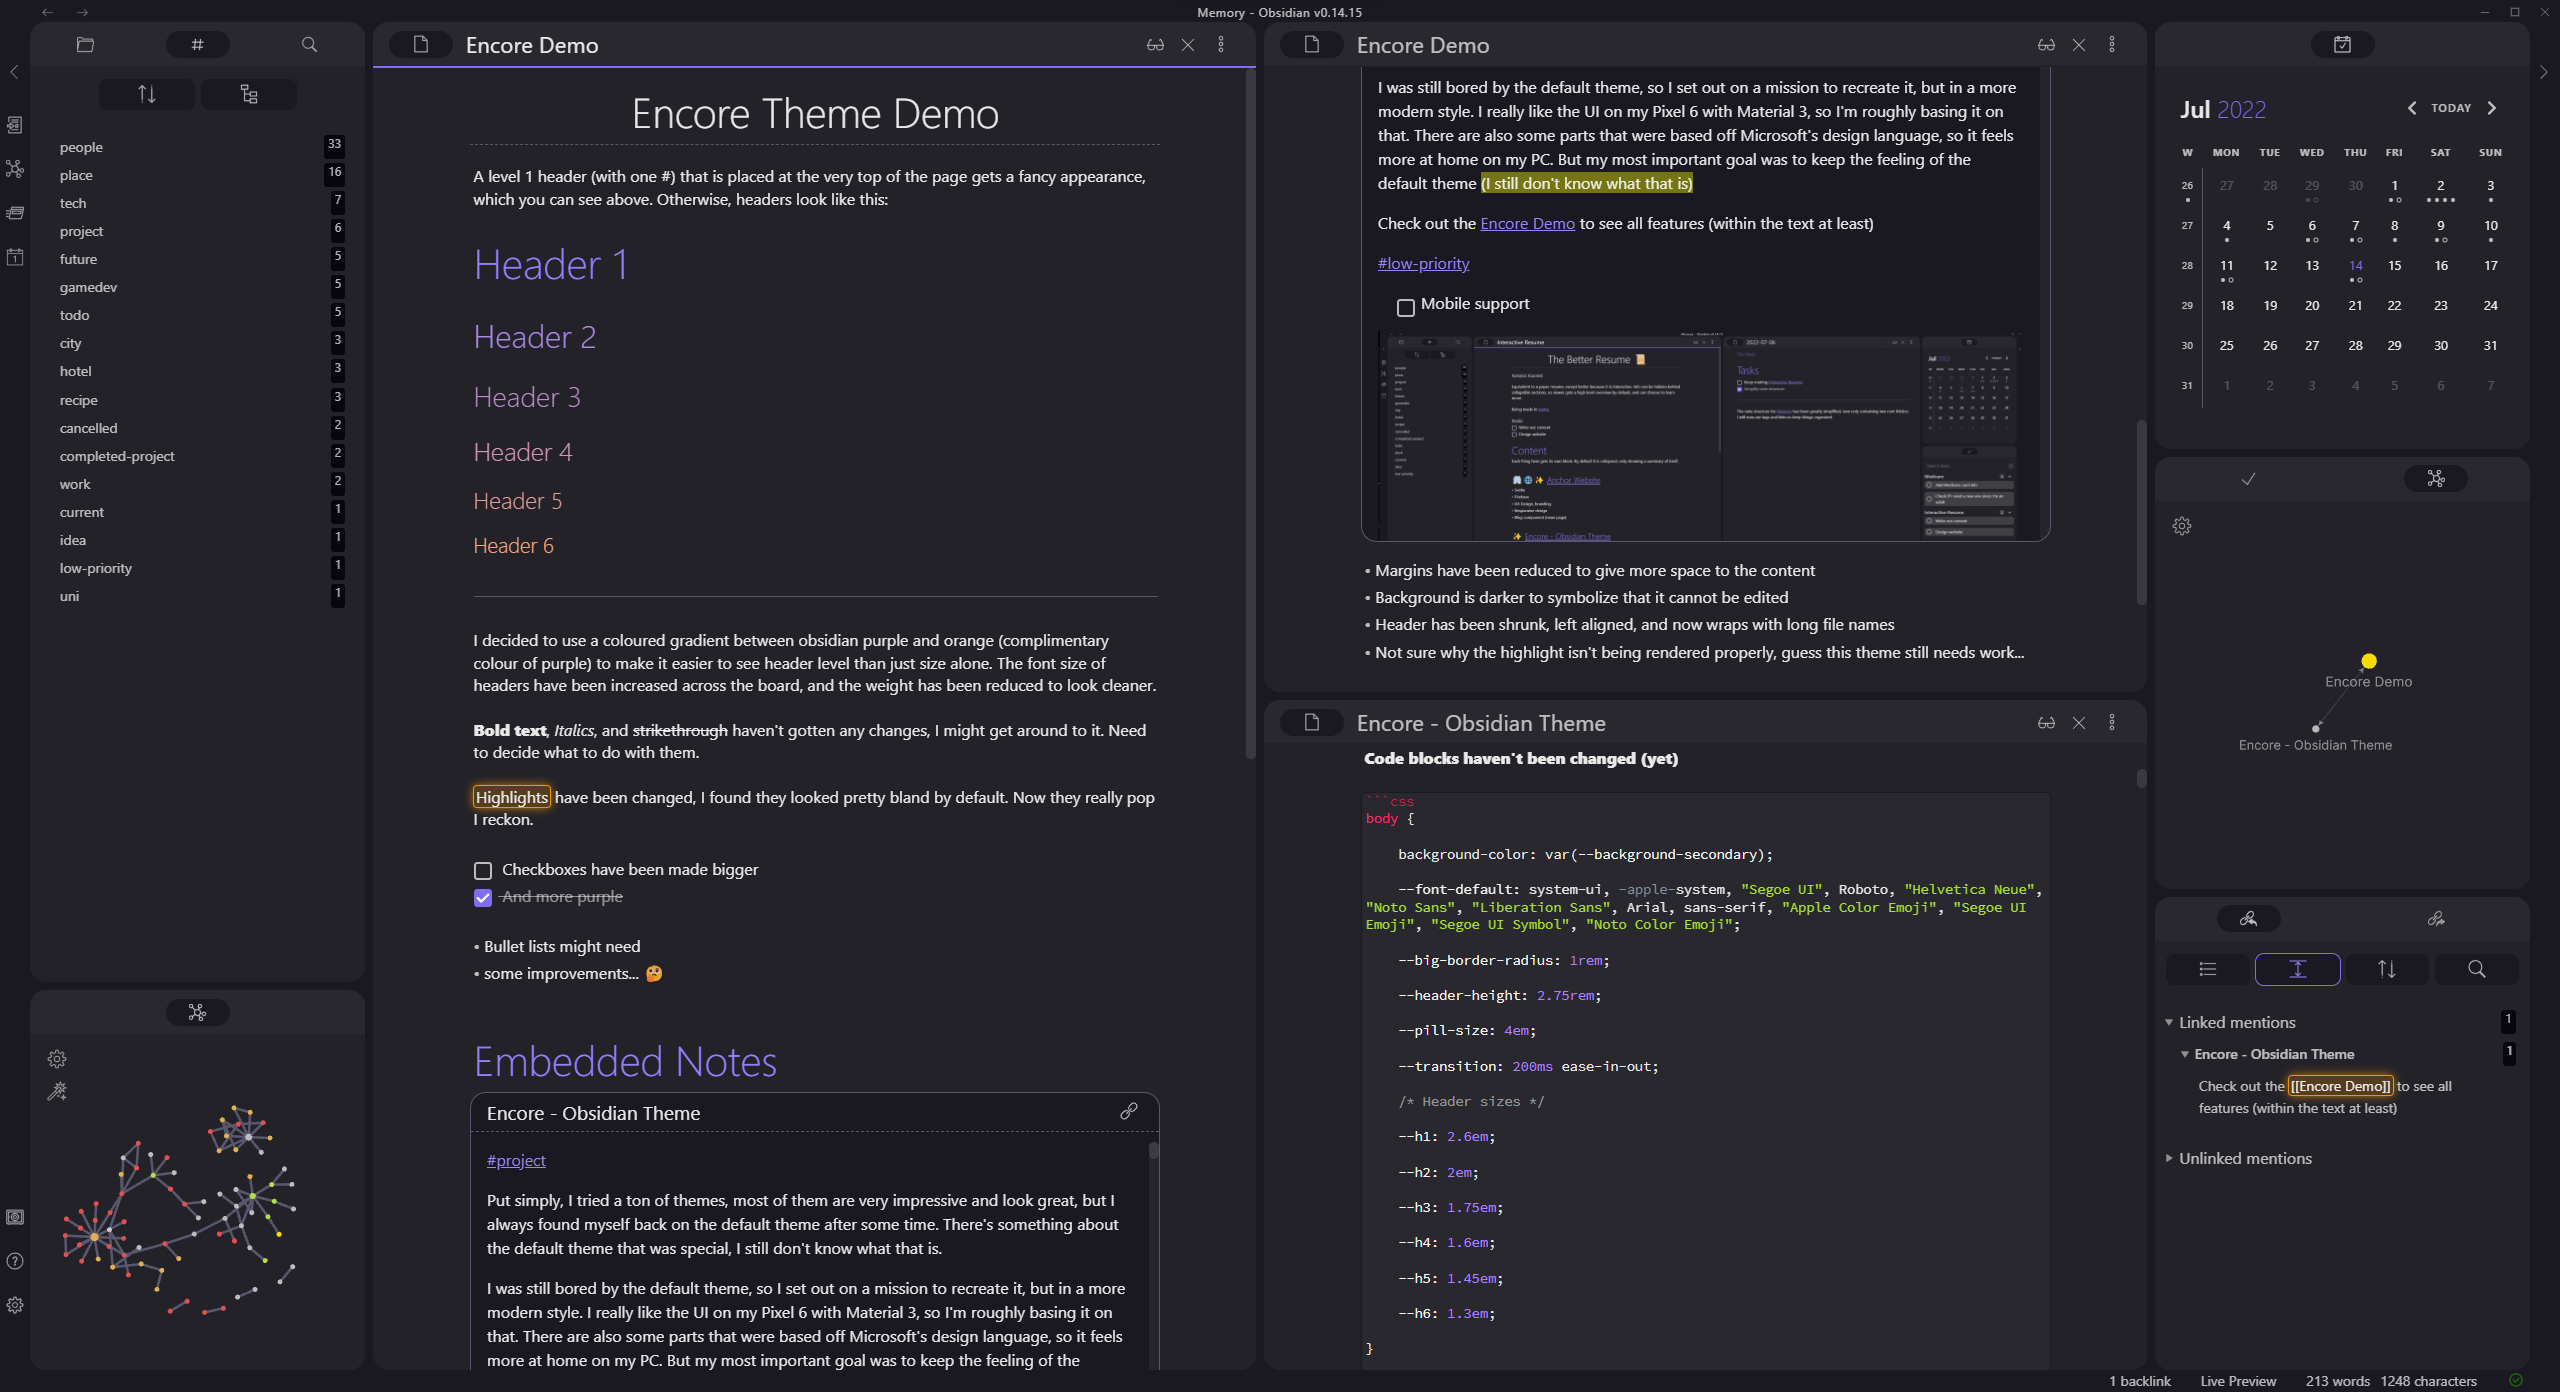 Memory - Obsidian v0.14.15
people 33
place 16
tech 7
project 6
future 5
gamedev 5
todo 5
city 3
hotel 3
recipe 3
cancelled 2
completed-project 2
work 2
current 1
idea 1
low-priority 1
uni 1
Encore Demo
Encore Theme Demo
A level 1 header (with one #) that is placed at the very top of the page gets a fancy appearance,
which you can see above. Otherwise, headers look like this:
Header 1
Header 2
Header 3
Header 4
Header 5
Header 6
I decided to use a coloured gradient between obsidian purple and orange (complimentary
colour of purple) to make it easier to see header level than just size alone. The font size of
headers have been increased across the board, and the weight has been reduced to look cleaner.
Bold text, Italics, and strikethrough haven't gotten any changes, I might get around to it. Need
to decide what to do with them.
Highlights have been changed, I found they looked pretty bland by default. Now they really pop
I reckon.
Checkboxes have been made bigger
And more purple
• Bullet lists might need
• some improvements... 🤔
Embedded Notes
Encore - Obsidian Theme
#project
Put simply, I tried a ton of themes, most of them are very impressive and look great, but I
always found myself back on the default theme after some time. There's something about
the default theme that was special, I still don't know what that is.
I was still bored by the default theme, so I set out on a mission to recreate it, but in a more
modern style. I really like the UI on my Pixel 6 with Material 3, so I'm roughly basing it on
that. There are also some parts that were based off Microsoft's design language, so it feels
more at home on my PC. But my most important goal was to keep the feeling of the
Encore Demo
I was still bored by the default theme, so I set out on a mission to recreate it, but in a more
modern style. I really like the UI on my Pixel 6 with Material 3, so I'm roughly basing it on
that. There are also some parts that were based off Microsoft's design language, so it feels
more at home on my PC. But my most important goal was to keep the feeling of the
default theme (I still don't know what that is)
Check out the Encore Demo to see all features (within the text at least)
#low-priority
Mobile support
Interactive Resume
2022-07-06
The Better Resume
Tasks
Content
Anchor Website
Encore - Obsidian Theme
• Margins have been reduced to give more space to the content
• Background is darker to symbolize that it cannot be edited
• Header has been shrunk, left aligned, and now wraps with long file names
• Not sure why the highlight isn't being rendered properly, guess this theme still needs work...
Encore - Obsidian Theme
Code blocks haven't been changed (yet)
```css
body {
background-color: var(--background-secondary);
--font-default: system-ui, -apple-system, "Segoe UI", Roboto, "Helvetica Neue",
"Noto Sans", "Liberation Sans", Arial, sans-serif, "Apple Color Emoji", "Segoe UI
Emoji", "Segoe UI Symbol", "Noto Color Emoji";
--big-border-radius: 1rem;
--header-height: 2.75rem;
--pill-size: 4em;
--transition: 200ms ease-in-out;
/* Header sizes */
--h1: 2.6em;
--h2: 2em;
--h3: 1.75em;
--h4: 1.6em;
--h5: 1.45em;
--h6: 1.3em;
}
Jul 2022
TODAY
W MON TUE WED THU FRI SAT SUN
26 27 28 29 30 1 2 3
27 4 5 6 7 8 9 10
28 11 12 13 14 15 16 17
29 18 19 20 21 22 23 24
30 25 26 27 28 29 30 31
31 1 2 3 4 5 6 7
Encore Demo
Encore - Obsidian Theme
Linked mentions 1
Encore - Obsidian Theme 1
Check out the [[Encore Demo]] to see all
features (within the text at least)
Unlinked mentions
1 backlink Live Preview 213 words 1248 characters